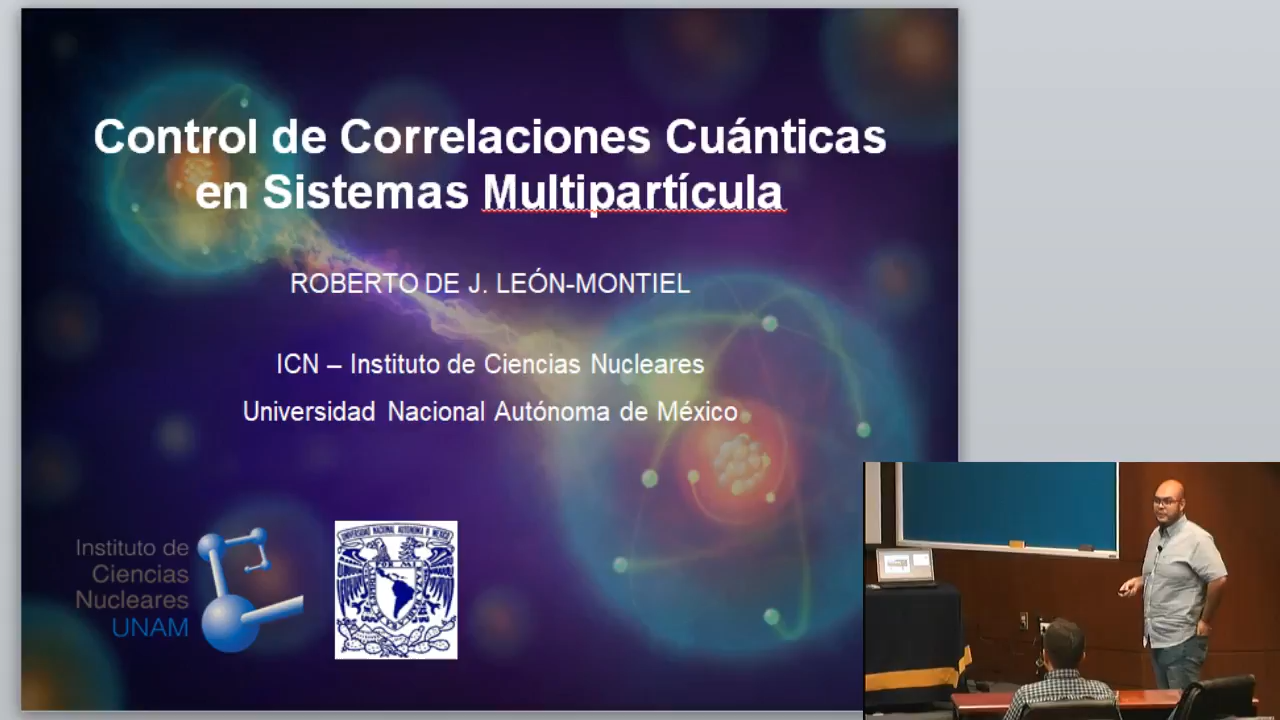 Control de Correlaciones Cuánticas
en Sistemas Multipartícula
ROBERTO DE J. LEÓN-MONTIEL
ICN – Instituto de Ciencias Nucleares
Universidad Nacional Autónoma de México
Instituto de
Ciencias
Nucleares
UNAM